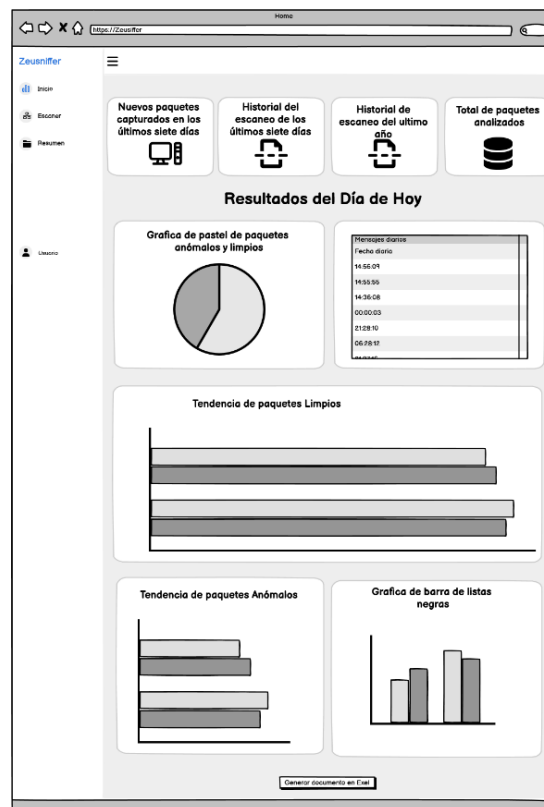 Home
https://Zeusiffer
Zeusniffer
Inicio
Escaner
Resumen
Usuario
Nuevos paquetes
capturados en los
últimos siete días
Historial del
escaneo de los
últimos siete días
Historial de
escaneo del ultimo
año
Total de paquetes
analizados
Resultados del Día de Hoy
Grafica de pastel de paquetes
anómalos y limpios
Mensajes diarios
Fecha diaria
14:56:09
14:55:55
14:36:08
00:00:03
21:28:10
06:28:12
Tendencia de paquetes Limpios
Tendencia de paquetes Anómalos
Grafica de barra de listas
negras
Generar documento en Exel